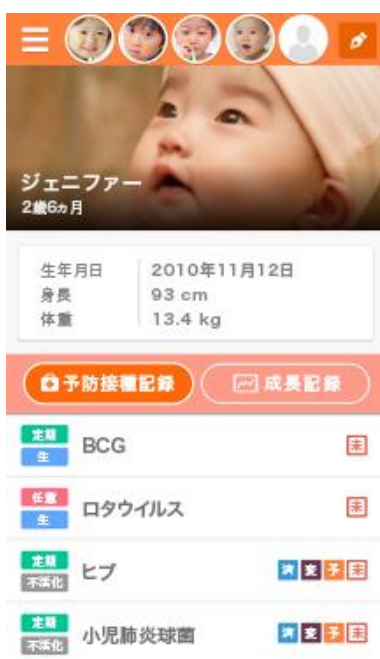 ジェニファー
2歳6ヵ月
生年月日 2010年11月12日
身長 93 cm
体重 13.4 kg
予防接種記録 成長記録
定期
生
BCG 未
任意
生
ロタウイルス 未
定期
不活化
ヒブ 済 変 予 未
定期
不活化
小児肺炎球菌 済 変 予 未